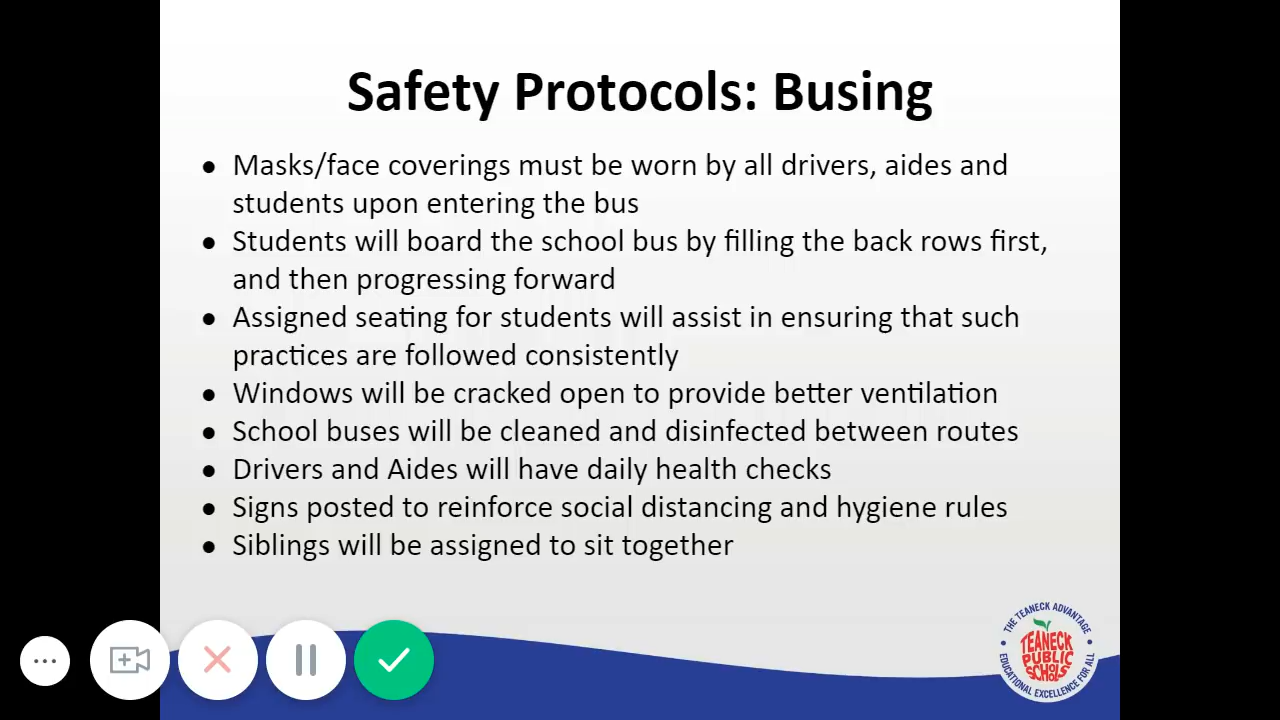 Safety Protocols: Busing
● Masks/face coverings must be worn by all drivers, aides and
students upon entering the bus
● Students will board the school bus by filling the back rows first,
and then progressing forward
● Assigned seating for students will assist in ensuring that such
practices are followed consistently
● Windows will be cracked open to provide better ventilation
● School buses will be cleaned and disinfected between routes
● Drivers and Aides will have daily health checks
● Signs posted to reinforce social distancing and hygiene rules
● Siblings will be assigned to sit together
• THE TEANECK ADVANTAGE •
TEANECK
PUBLIC
SCHOOLS
EDUCATIONAL EXCELLENCE FOR ALL